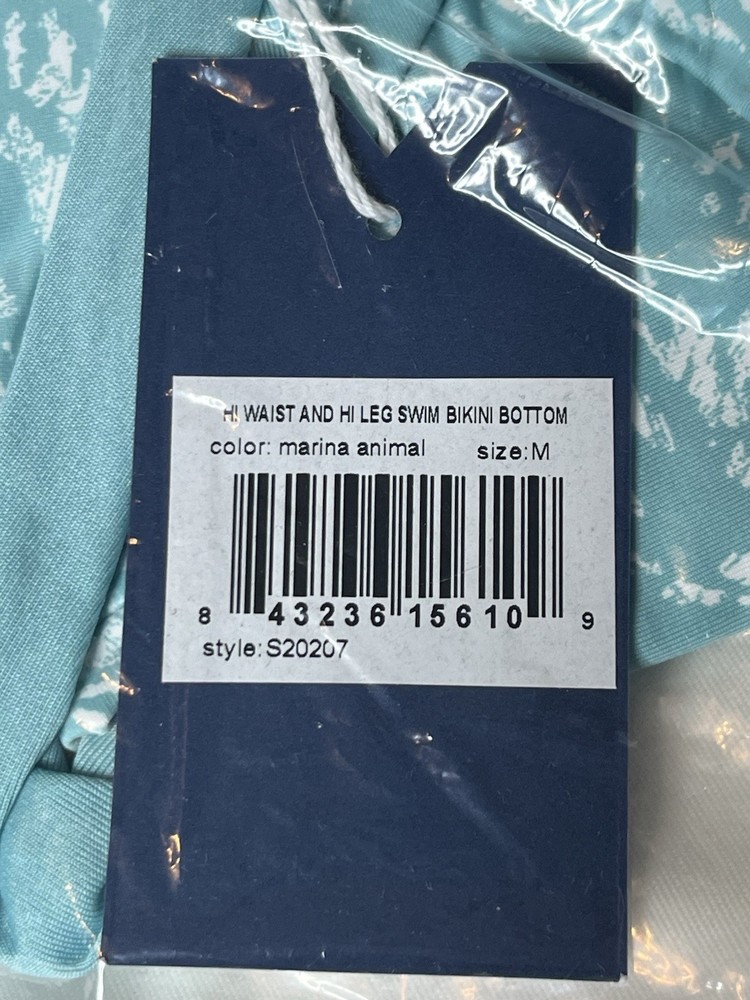 HI WAIST AND HI LEG SWIM BIKINI BOTTOM
color: marina animal size:M
8 43236 15610 9
style:S20207